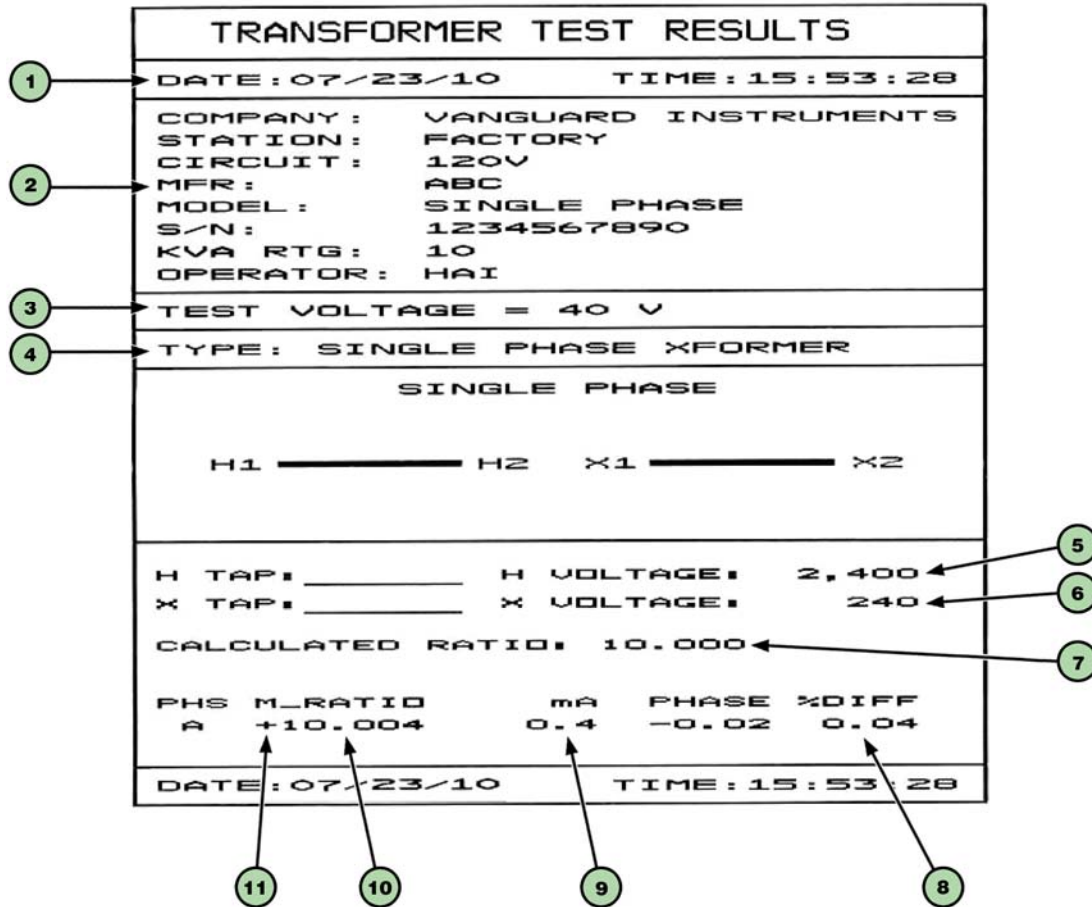 TRANSFORMER TEST RESULTS
1
DATE:07/23/10 TIME:15:53:28
COMPANY: VANGUARD INSTRUMENTS
STATION: FACTORY
CIRCUIT: 120V
2
MFR: ABC
MODEL: SINGLE PHASE
S/N: 1234567890
KVA RTG: 10
OPERATOR: HAI
3
TEST VOLTAGE = 40 V
4
TYPE: SINGLE PHASE XFORMER
SINGLE PHASE
H1 H2 X1 X2
5
H TAP: H VOLTAGE: 2,400
6
X TAP: X VOLTAGE: 240
CALCULATED RATIO: 10.000
7
PHS M_RATIO mA PHASE %DIFF
A +10.004 0.4 -0.02 0.04
DATE:07/23/10 TIME:15:53:28
11 10 9 8